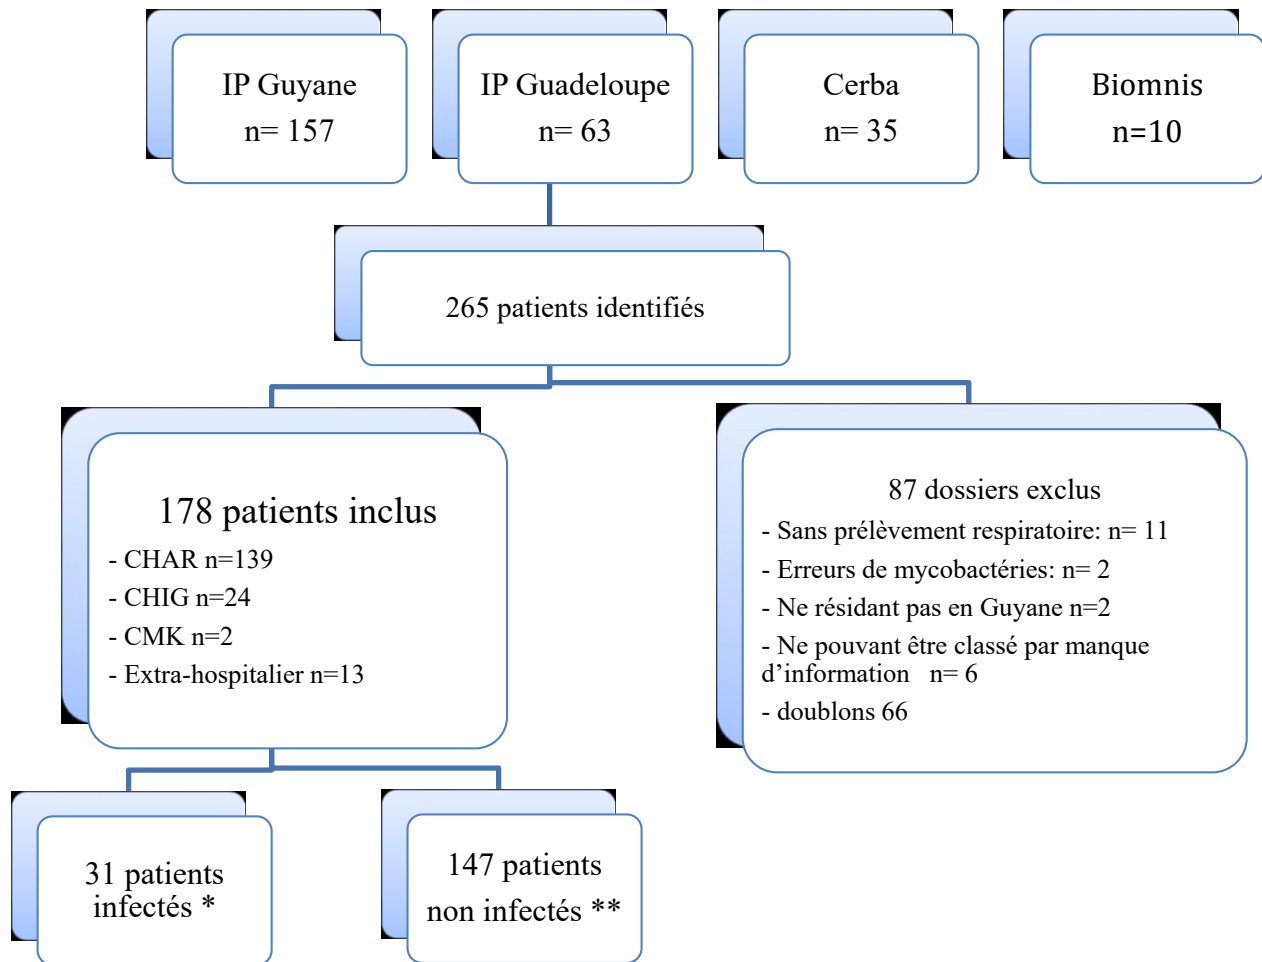 IP Guyane
n= 157
IP Guadeloupe
n= 63
Cerba
n= 35
Biomnis
n=10
265 patients identifiés
178 patients inclus
- CHAR n=139
- CHIG n=24
- CMK n=2
- Extra-hospitalier n=13
87 dossiers exclus
- Sans prélèvement respiratoire: n= 11
- Erreurs de mycobactéries: n= 2
- Ne résidant pas en Guyane n=2
- Ne pouvant être classé par manque
d’information n= 6
- doublons 66
31 patients
infectés *
147 patients
non infectés **